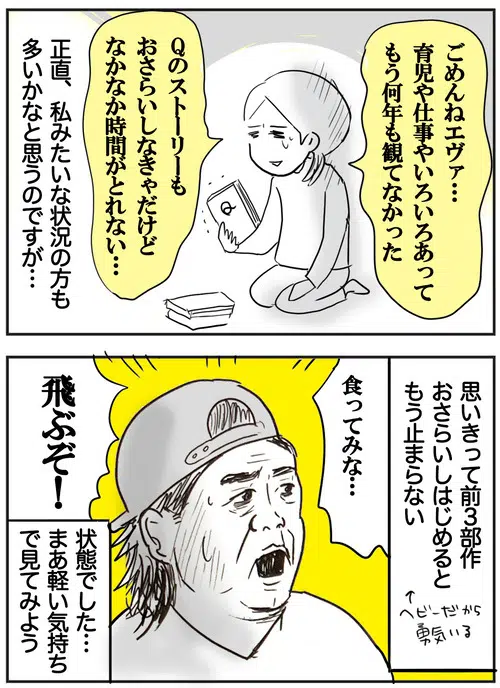 ごめんねエヴァ…
育児や仕事やいろいろあって
もう何年も観てなかった
Qのストーリーも
おさらいしなきゃだけど
なかなか時間がとれない…
Q
正直、私みたいな状況の方も
多いかなと思うのですが…
思いきって前3部作
おさらいしはじめると
もう止まらない
↑
ヘビーだから
勇気いる
食ってみな…
飛ぶぞ！
状態でした…
まあ軽い気持ち
で見てみよう